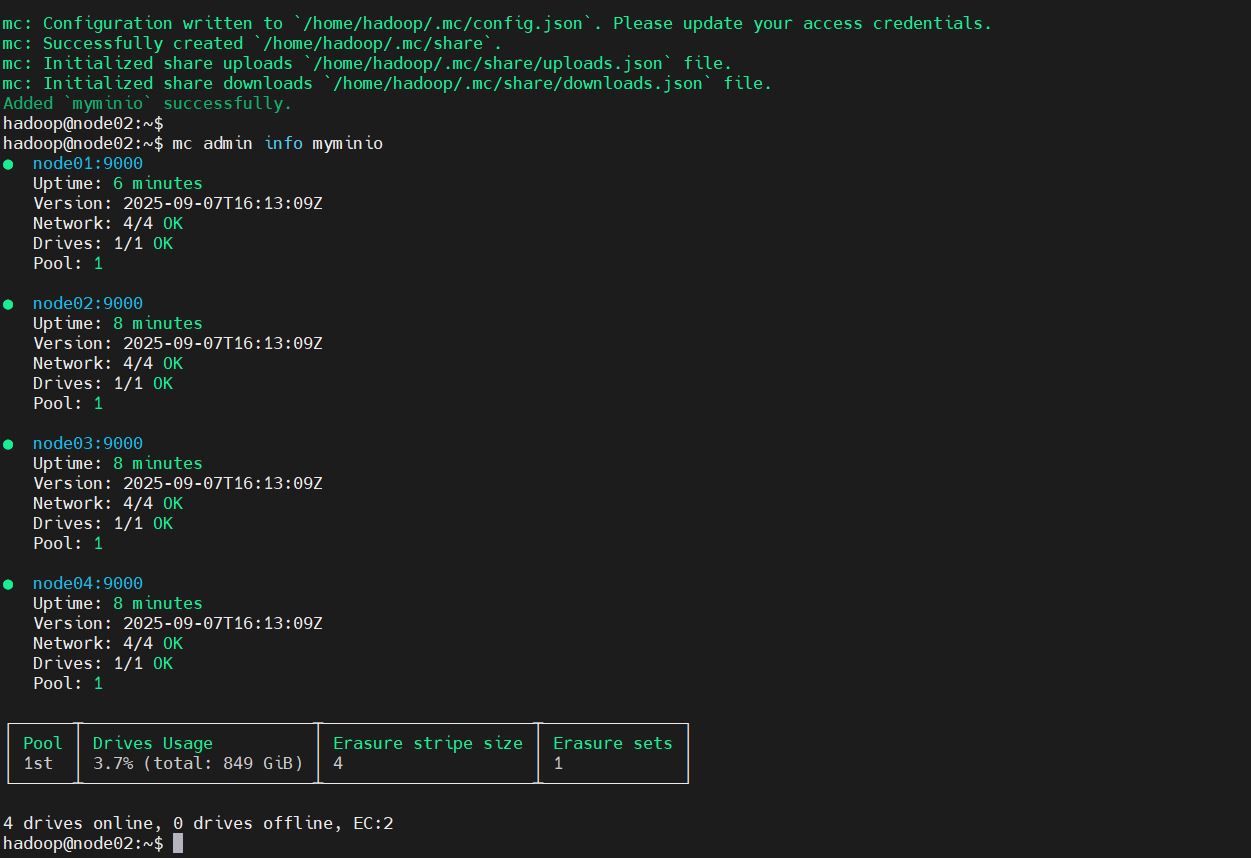 mc: Configuration written to `/home/hadoop/.mc/config.json`. Please update your access credentials.
mc: Successfully created `/home/hadoop/.mc/share`.
mc: Initialized share uploads `/home/hadoop/.mc/share/uploads.json` file.
mc: Initialized share downloads `/home/hadoop/.mc/share/downloads.json` file.
Added `myminio` successfully.
hadoop@node02:~$
hadoop@node02:~$ mc admin info myminio
● node01:9000
Uptime: 6 minutes
Version: 2025-09-07T16:13:09Z
Network: 4/4 OK
Drives: 1/1 OK
Pool: 1
● node02:9000
Uptime: 8 minutes
Version: 2025-09-07T16:13:09Z
Network: 4/4 OK
Drives: 1/1 OK
Pool: 1
● node03:9000
Uptime: 8 minutes
Version: 2025-09-07T16:13:09Z
Network: 4/4 OK
Drives: 1/1 OK
Pool: 1
● node04:9000
Uptime: 8 minutes
Version: 2025-09-07T16:13:09Z
Network: 4/4 OK
Drives: 1/1 OK
Pool: 1
Pool │ Drives Usage │ Erasure stripe size │ Erasure sets
1st │ 3.7% (total: 849 GiB) │ 4 │ 1
4 drives online, 0 drives offline, EC:2
hadoop@node02:~$